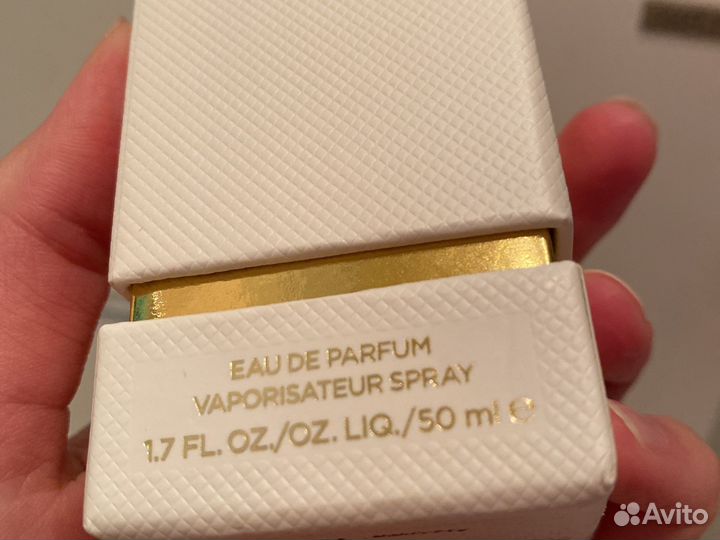 EAU DE PARFUM
VAPORISATEUR SPRAY
1.7 FL. OZ./OZ. LIQ./50 ml ℮
Avito